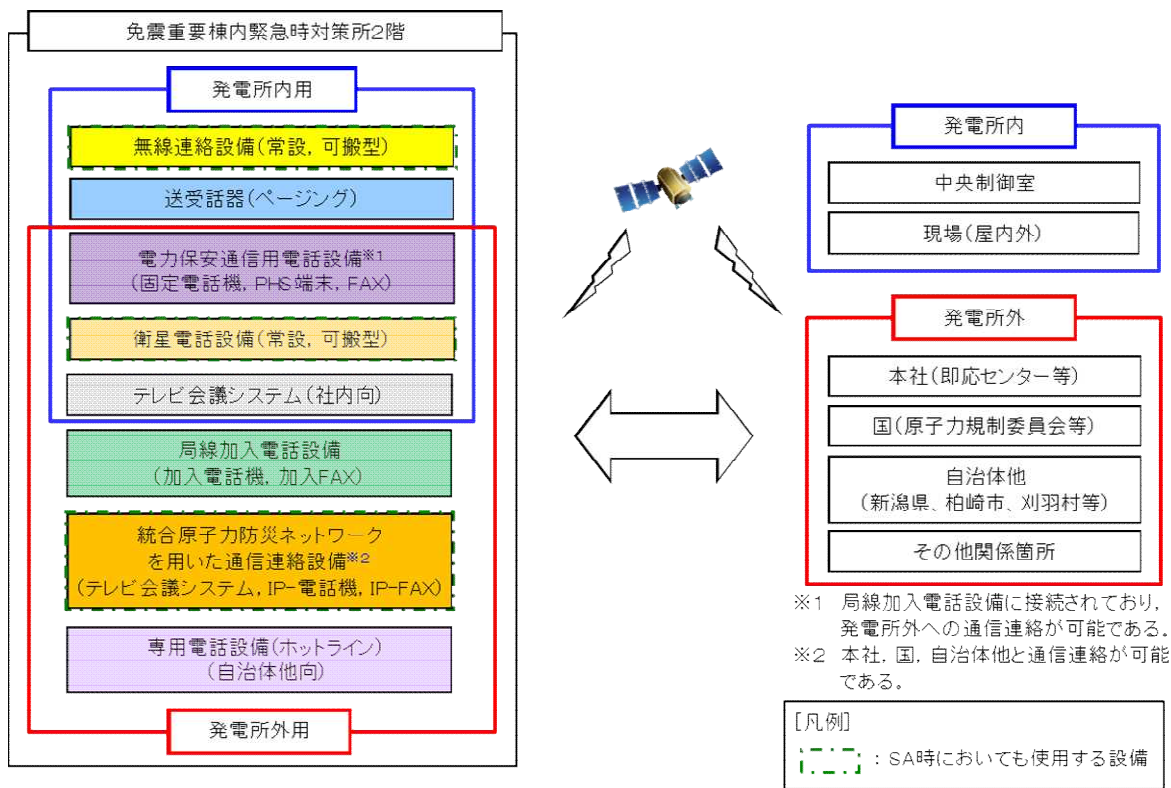 免震重要棟内緊急時対策所2階
発電所内用
無線連絡設備(常設, 可搬型)
送受話器(ページング)
電力保安通信用電話設備※1
(固定電話機, PHS端末, FAX)
衛星電話設備(常設, 可搬型)
テレビ会議システム(社内向)
局線加入電話設備
(加入電話機, 加入FAX)
統合原子力防災ネットワーク
を用いた通信連絡設備※2
(テレビ会議システム, IP-電話機, IP-FAX)
専用電話設備(ホットライン)
(自治体他向)
発電所外用
発電所内
中央制御室
現場(屋内外)
発電所外
本社(即応センター等)
国(原子力規制委員会等)
自治体他
(新潟県、柏崎市、刈羽村等)
その他関係箇所
※1 局線加入電話設備に接続されており,
発電所外への通信連絡が可能である。
※2 本社, 国, 自治体他と通信連絡が可能
である。
[凡例]
: SA時においても使用する設備